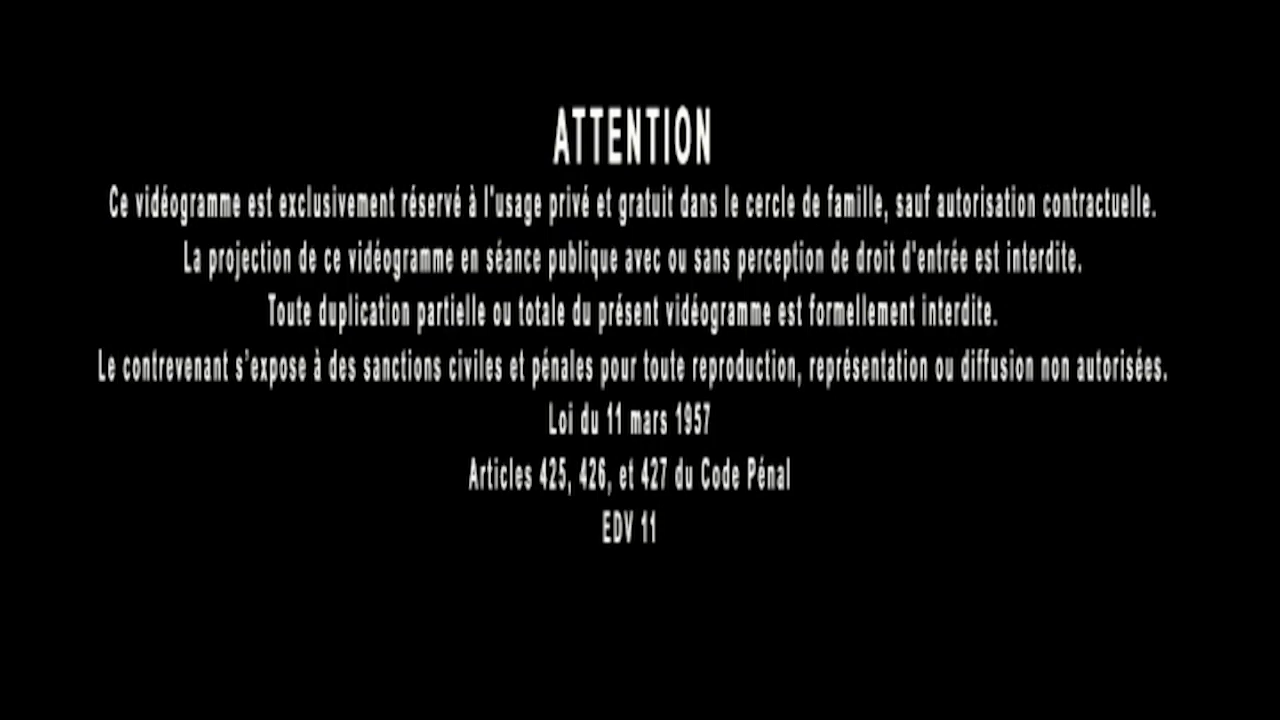 ATTENTION
Ce vidéogramme est exclusivement réservé à l'usage privé et gratuit dans le cercle de famille, sauf autorisation contractuelle.
La projection de ce vidéogramme en séance publique avec ou sans perception de droit d'entrée est interdite.
Toute duplication partielle ou totale du présent vidéogramme est formellement interdite.
Le contrevenant s'expose à des sanctions civiles et pénales pour toute reproduction, représentation ou diffusion non autorisées.
Loi du 11 mars 1957
Articles 425, 426, et 427 du Code Pénal
EDV 11